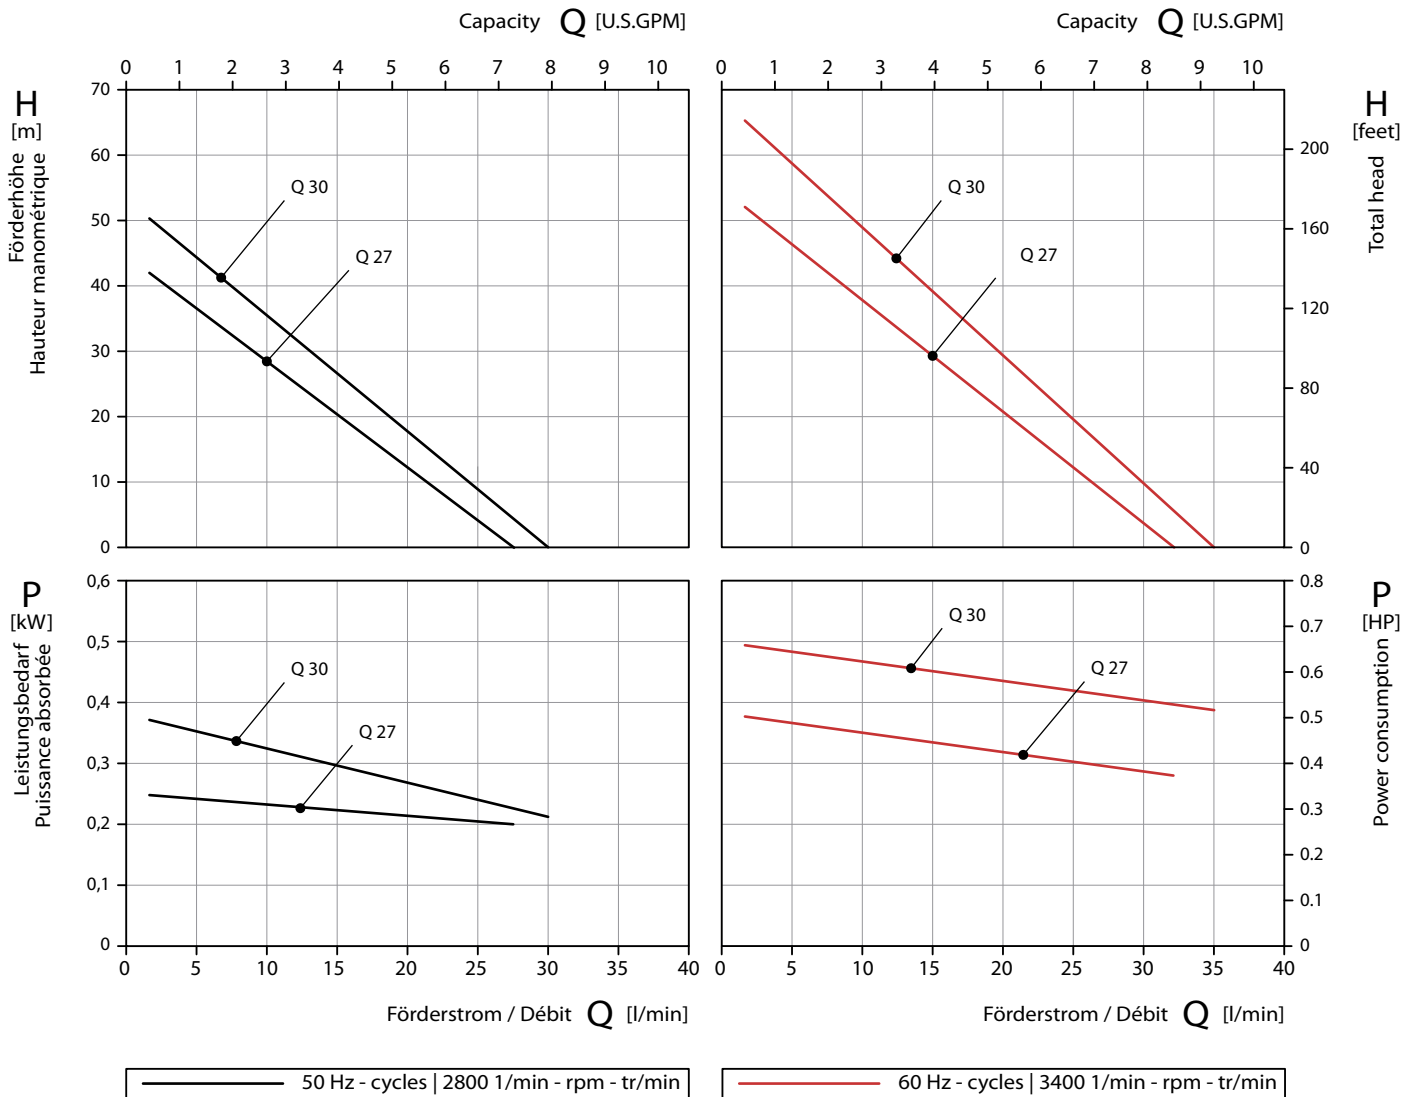 Capacity Q [U.S.GPM]
Capacity Q [U.S.GPM]
0 1 2 3 4 5 6 7 8 9 10
0 1 2 3 4 5 6 7 8 9 10
H
[m]
Förderhöhe
Hauteur manométrique
70
60
50
40
30
20
10
0
Q 30
Q 27
Q 30
Q 27
H
[feet]
Total head
200
160
120
80
40
0
P
[kW]
Leistungsbedarf
Puissance absorbée
0,6
0,5
0,4
0,3
0,2
0,1
0
Q 30
Q 27
Q 30
Q 27
P
[HP]
Power consumption
0.8
0.7
0.6
0.5
0.4
0.3
0.2
0.1
0
0 5 10 15 20 25 30 35 40
0 5 10 15 20 25 30 35 40
Förderstrom / Débit Q [l/min]
Förderstrom / Débit Q [l/min]
50 Hz - cycles | 2800 1/min - rpm - tr/min
60 Hz - cycles | 3400 1/min - rpm - tr/min